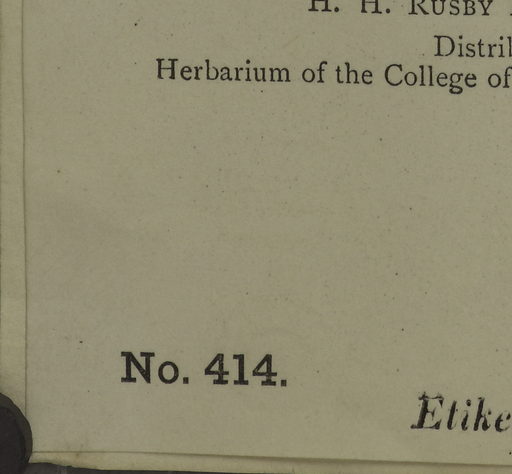 H. H. RUSBY
Distril
Herbarium of the College of
No. 414.
Etike